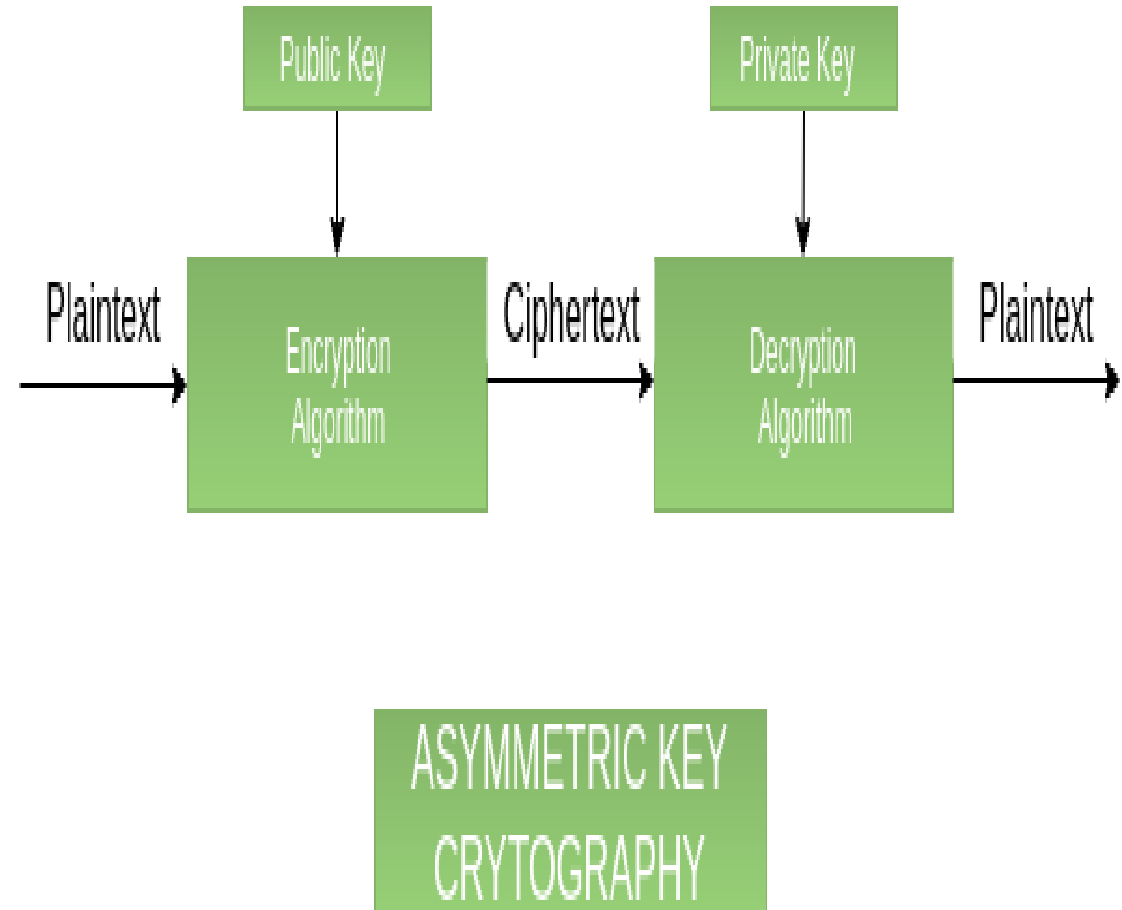 Public Key
Private Key
Plaintext
Encryption
Algorithm
Ciphertext
Decryption
Algorithm
Plaintext
ASYMMETRIC KEY
CRYTOGRAPHY